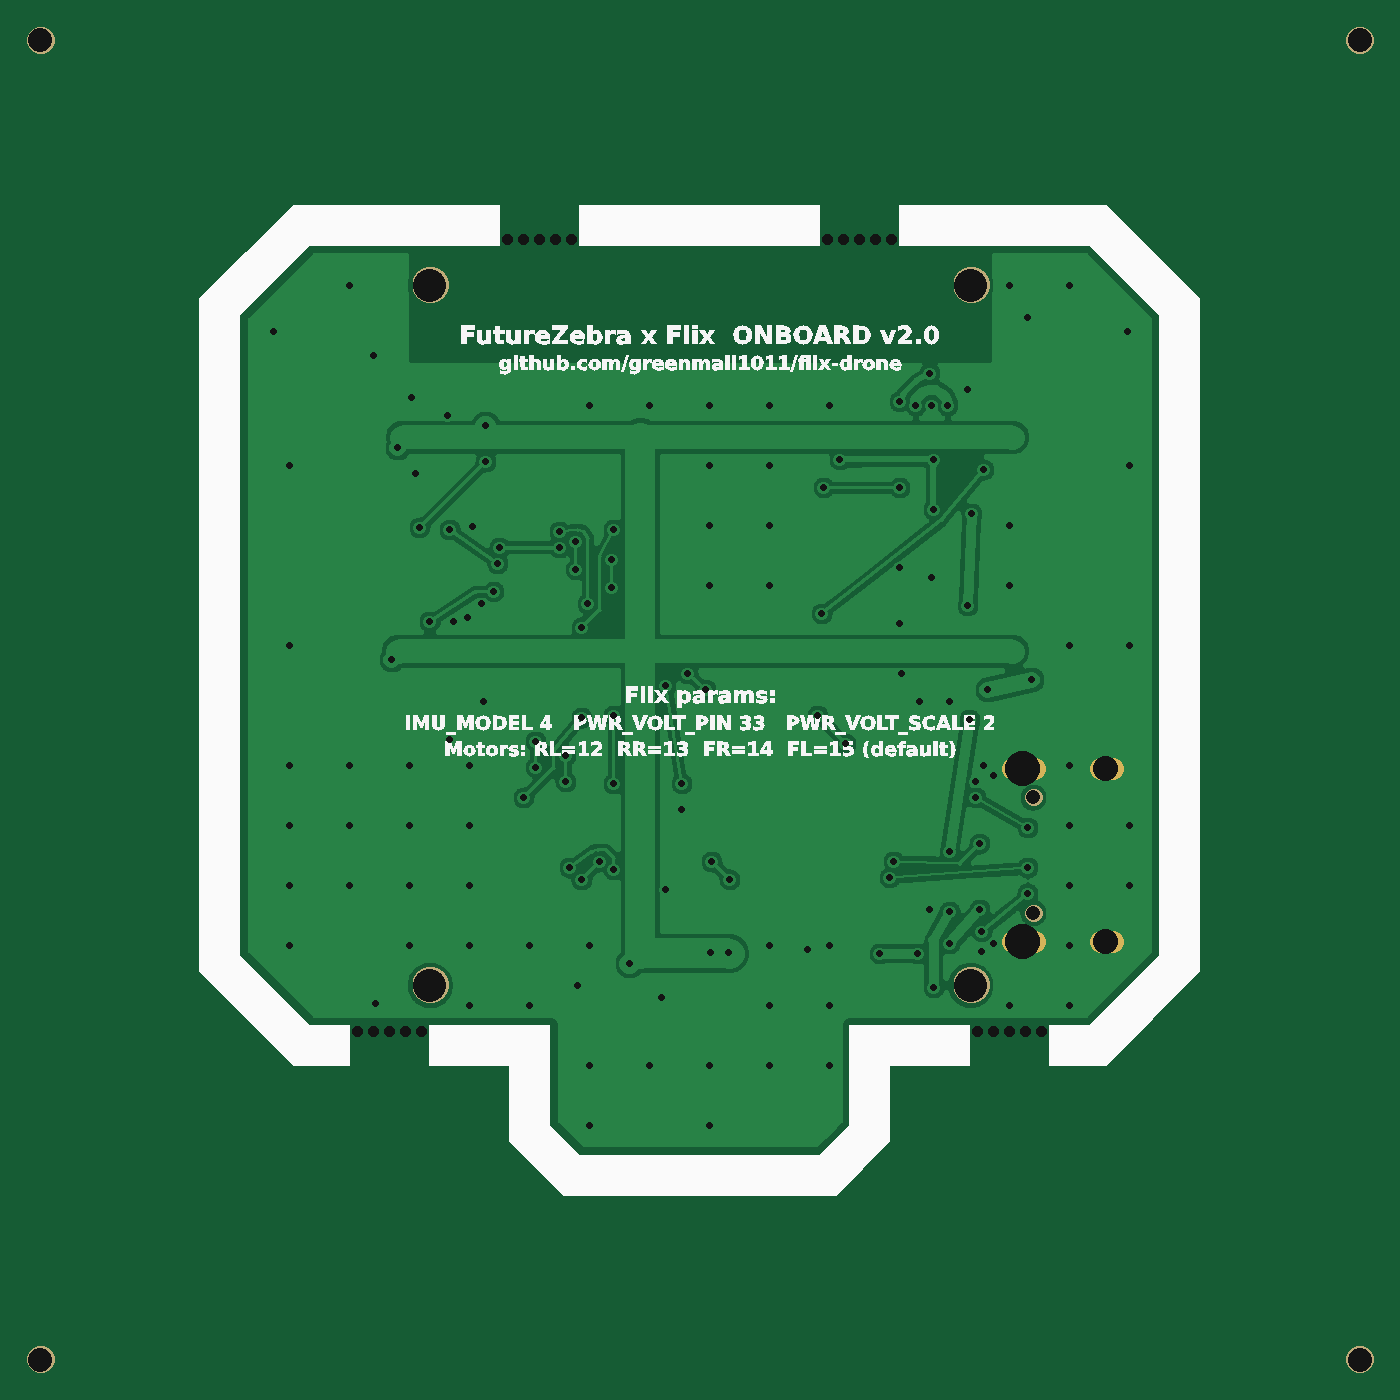 FutureZebra x Flix ONBOARD v2.0
github.com/greenmail1011/flix-drone
Flix params:
IMU_MODEL 4 PWR_VOLT_PIN 33 PWR_VOLT_SCALE 2
Motors: RL=12 RR=13 FR=14 FL=15 (default)